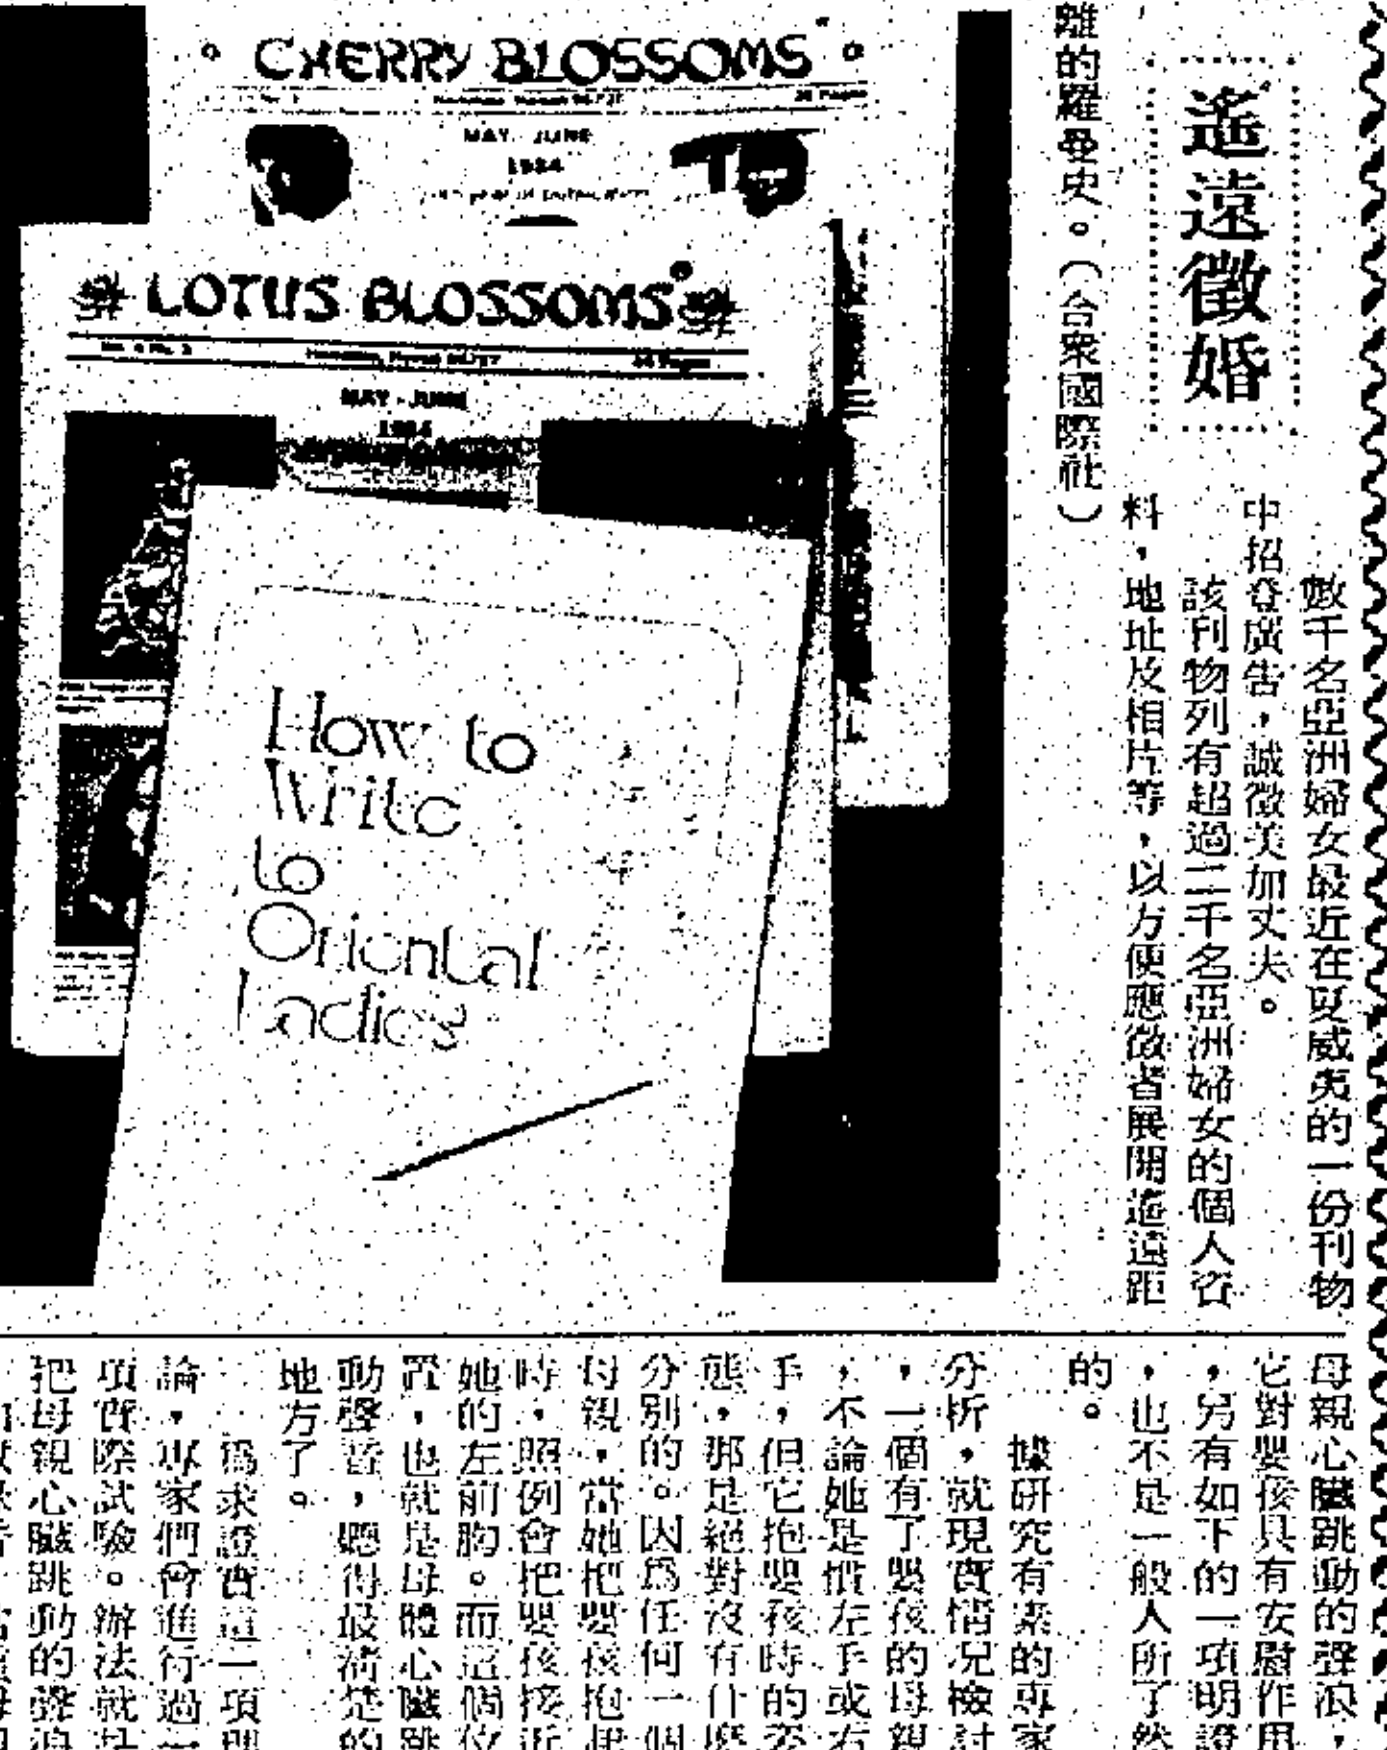 遙遠徵婚
數千名亞洲婦女最近在夏威夷的一份刊物
中招登廣告，誠徵美加丈夫。
該刊物列有超過二千名亞洲婦女的個人資
料，地址及相片等，以方便應徵者展開遙遠距
離的羅曼史。（合衆國際社）
CHERRY BLOSSOMS
MAY - JUNE
1984
LOTUS BLOSSOMS
MAY - JUNE
1984
How to
Write
to
Oriental
Ladies
母親心臟跳動的聲浪，
它對嬰孩具有安慰作用
，另有如下的一項明證
，也不是一般人所了然
的。
據研究有素的專家
分析，就現實情况檢討
，一個有了嬰孩的母親
，不論她是慣左手或右
手，但它抱嬰孩時的姿
態，那是絕對沒有什麼
分別的。因爲任何一個
母親，當她把嬰孩抱起
時，照例會把嬰孩接近
她的左前胸。而這個位
置，也就是母體心臟跳
動聲音，聽得最清楚的
地方了。
爲求證實這一項理
論，專家們會進行過一
項實際試驗。辦法就是
把母親心臟跳動的聲浪